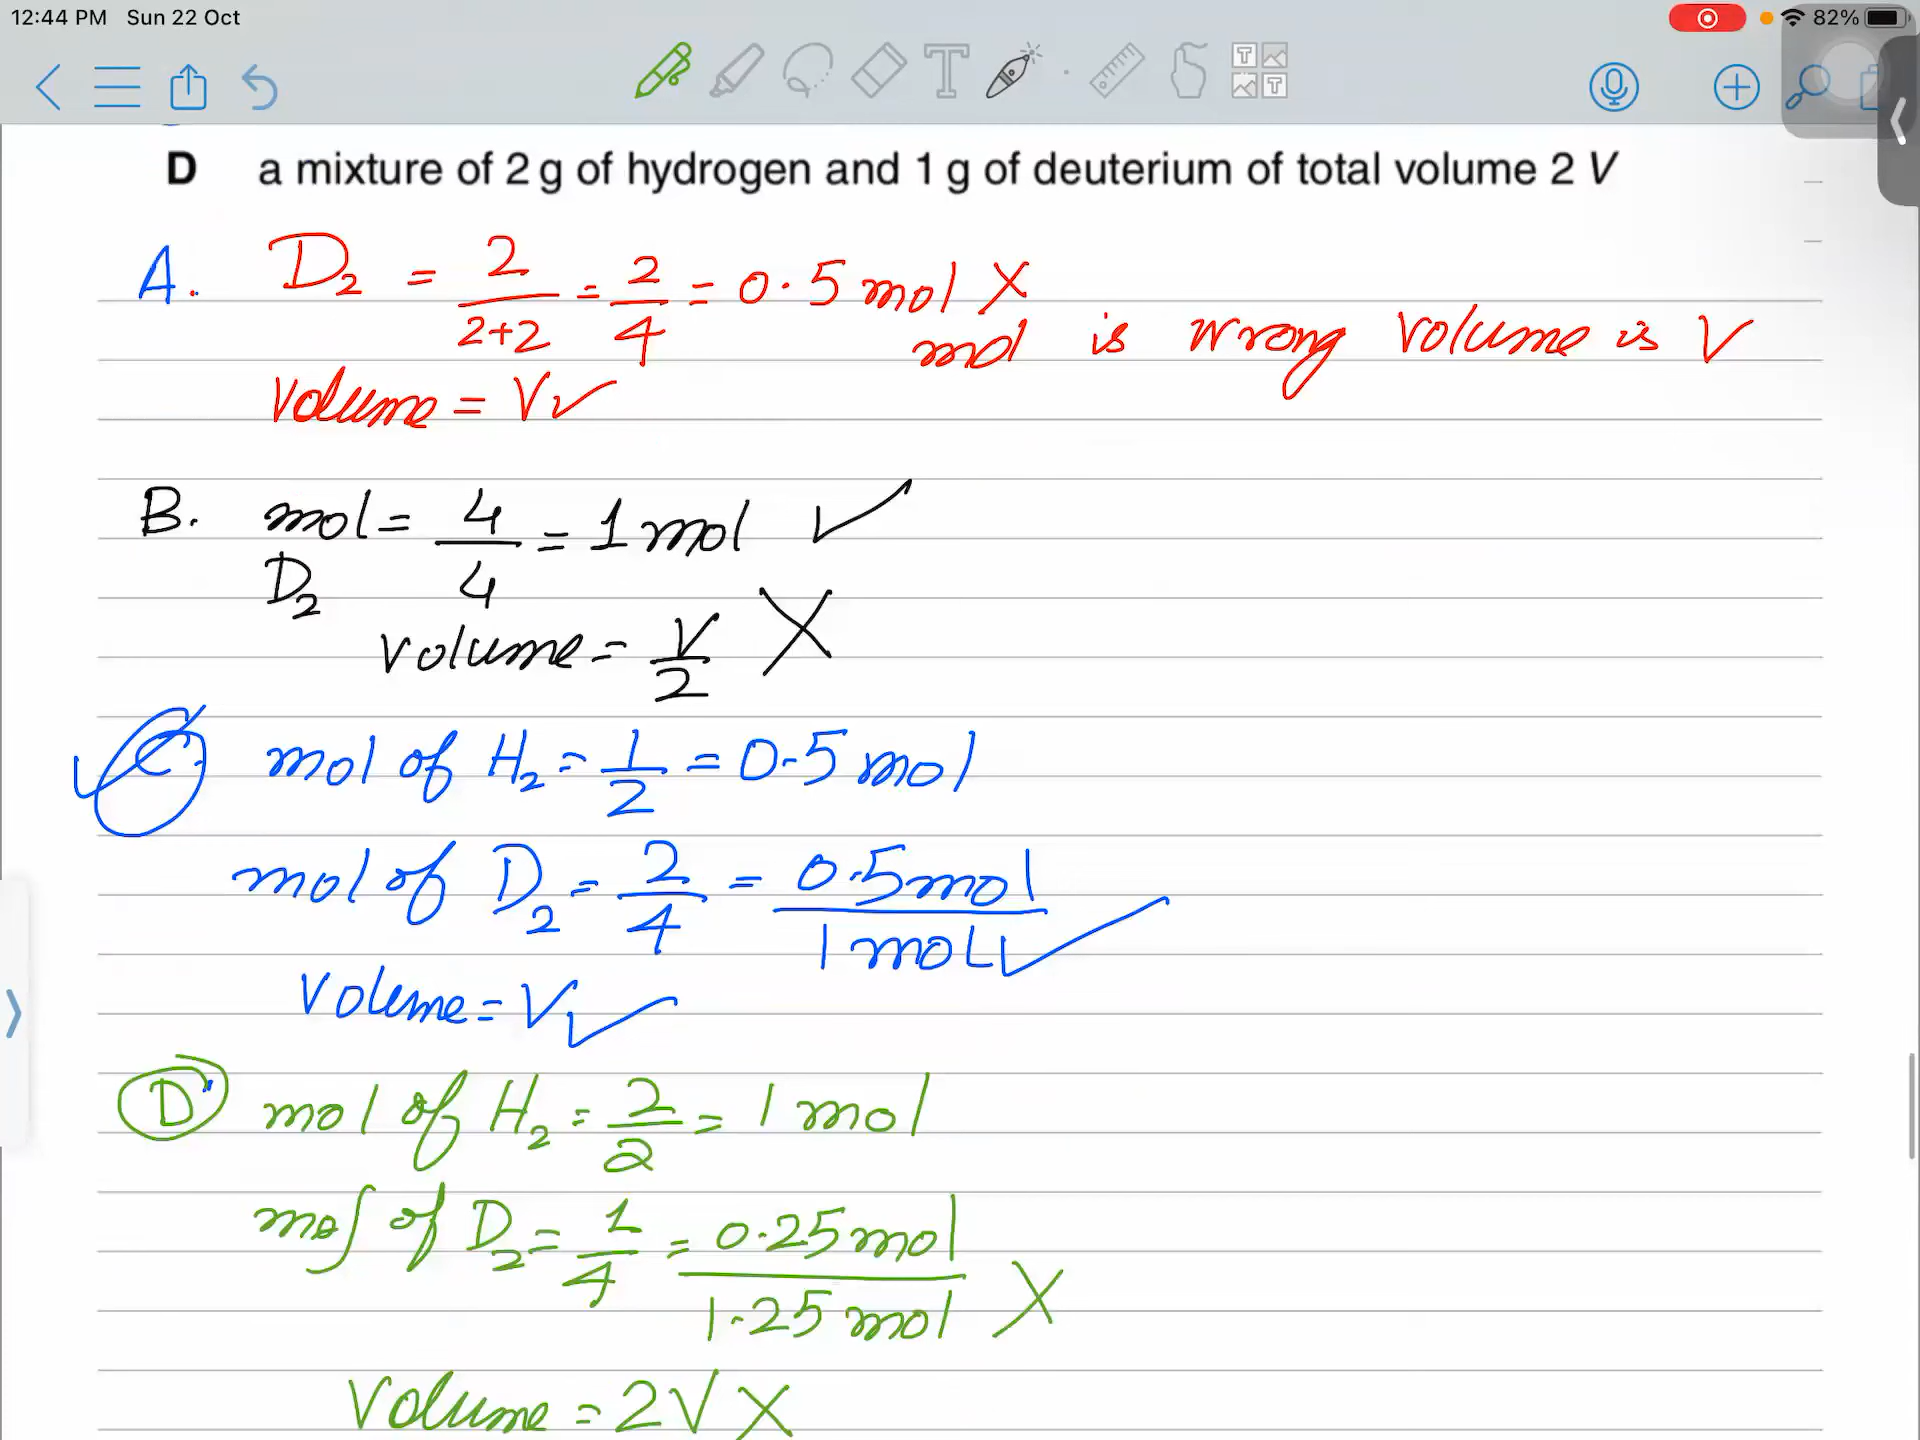 12:44 PM Sun 22 Oct
82%
D a mixture of 2 g of hydrogen and 1 g of deuterium of total volume 2 V
A. D₂ = 2/(2+2) = 2/4 = 0.5 mol X
mol is wrong volume is V
Volume = V✓
B. mol = 4/4 = 1 mol ✓
D₂
volume = V/2 X
C. mol of H₂ = 1/2 = 0.5 mol
mol of D₂ = 2/4 = 0.5 mol
1 mol ✓
Volume = V ✓
D mol of H₂ = 2/2 = 1 mol
mol of D₂ = 1/4 = 0.25 mol
1.25 mol X
Volume = 2V X